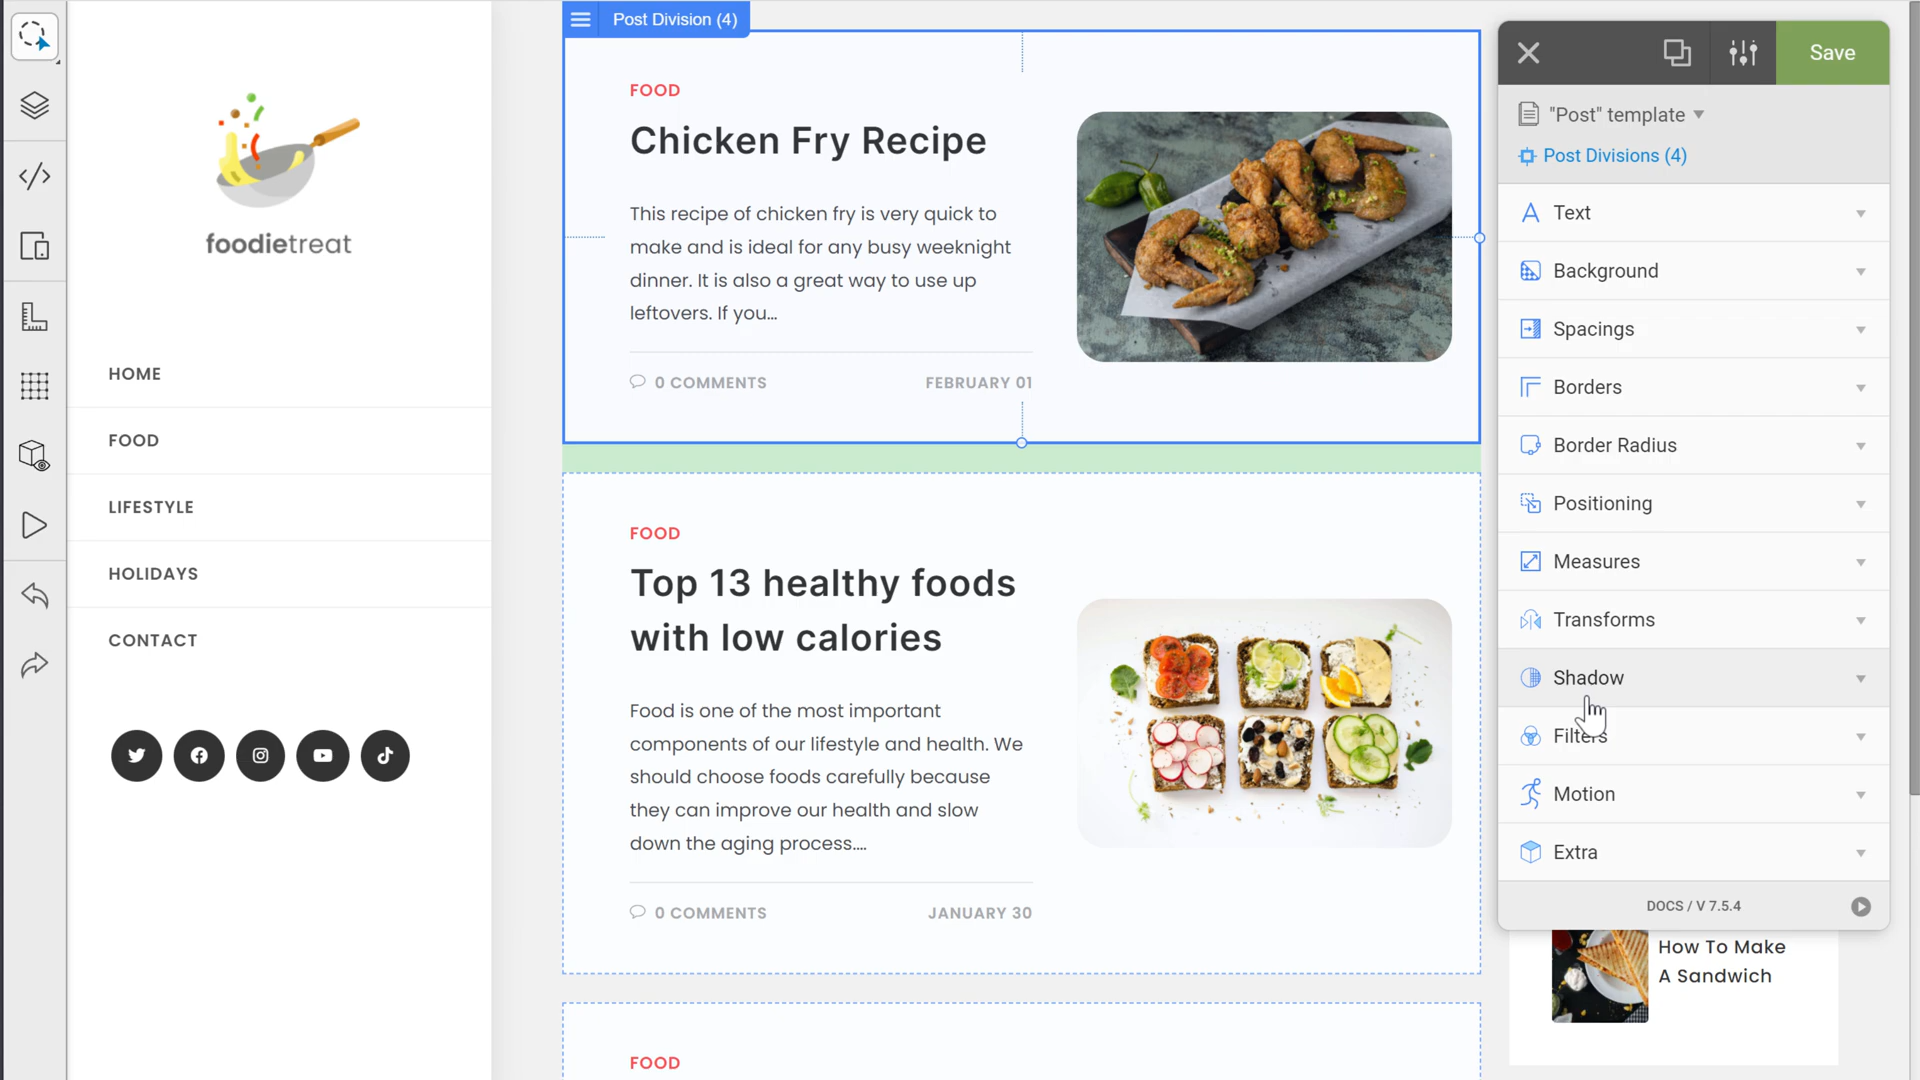 foodietreat
HOME
FOOD
LIFESTYLE
HOLIDAYS
CONTACT
Post Division (4)
FOOD
Chicken Fry Recipe
This recipe of chicken fry is very quick to
make and is ideal for any busy weeknight
dinner. It is also a great way to use up
leftovers. If you...
0 COMMENTS
FEBRUARY 01
FOOD
Top 13 healthy foods
with low calories
Food is one of the most important
components of our lifestyle and health. We
should choose foods carefully because
they can improve our health and slow
down the aging process....
0 COMMENTS
JANUARY 30
FOOD
Save
"Post" template
Post Divisions (4)
Text
Background
Spacings
Borders
Border Radius
Positioning
Measures
Transforms
Shadow
Filters
Motion
Extra
DOCS / V 7.5.4
How To Make
A Sandwich